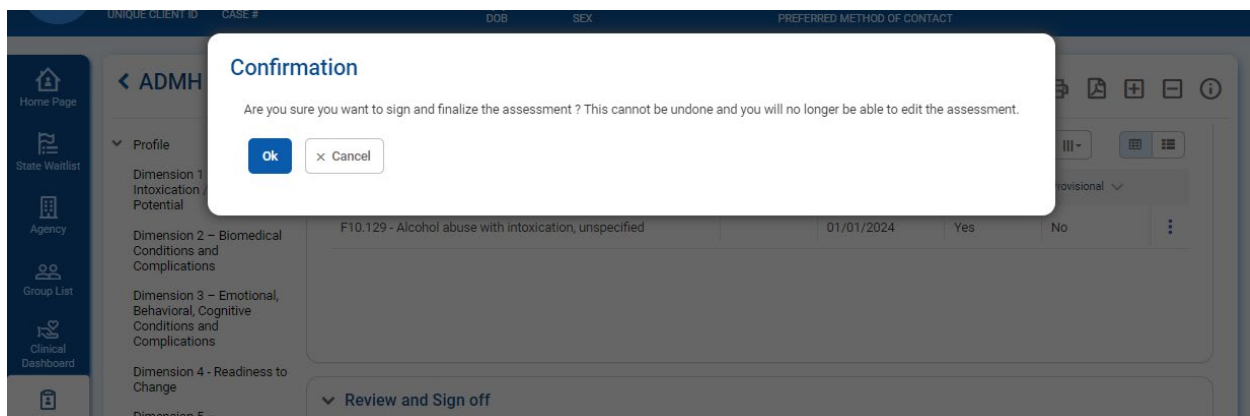 UNIQUE CLIENT ID CASE # DOB SEX PREFERRED METHOD OF CONTACT
Confirmation
Are you sure you want to sign and finalize the assessment ? This cannot be undone and you will no longer be able to edit the assessment.
Ok × Cancel
Home Page
State Waitlist
Agency
Group List
Clinical
Dashboard
ADMH
Profile
Dimension 1
Intoxication /
Potential
Dimension 2 – Biomedical
Conditions and
Complications
Dimension 3 – Emotional,
Behavioral, Cognitive
Conditions and
Complications
Dimension 4 - Readiness to
Change
Dimension 5 -
rovisional
F10.129 - Alcohol abuse with intoxication, unspecified 01/01/2024 Yes No
Review and Sign off